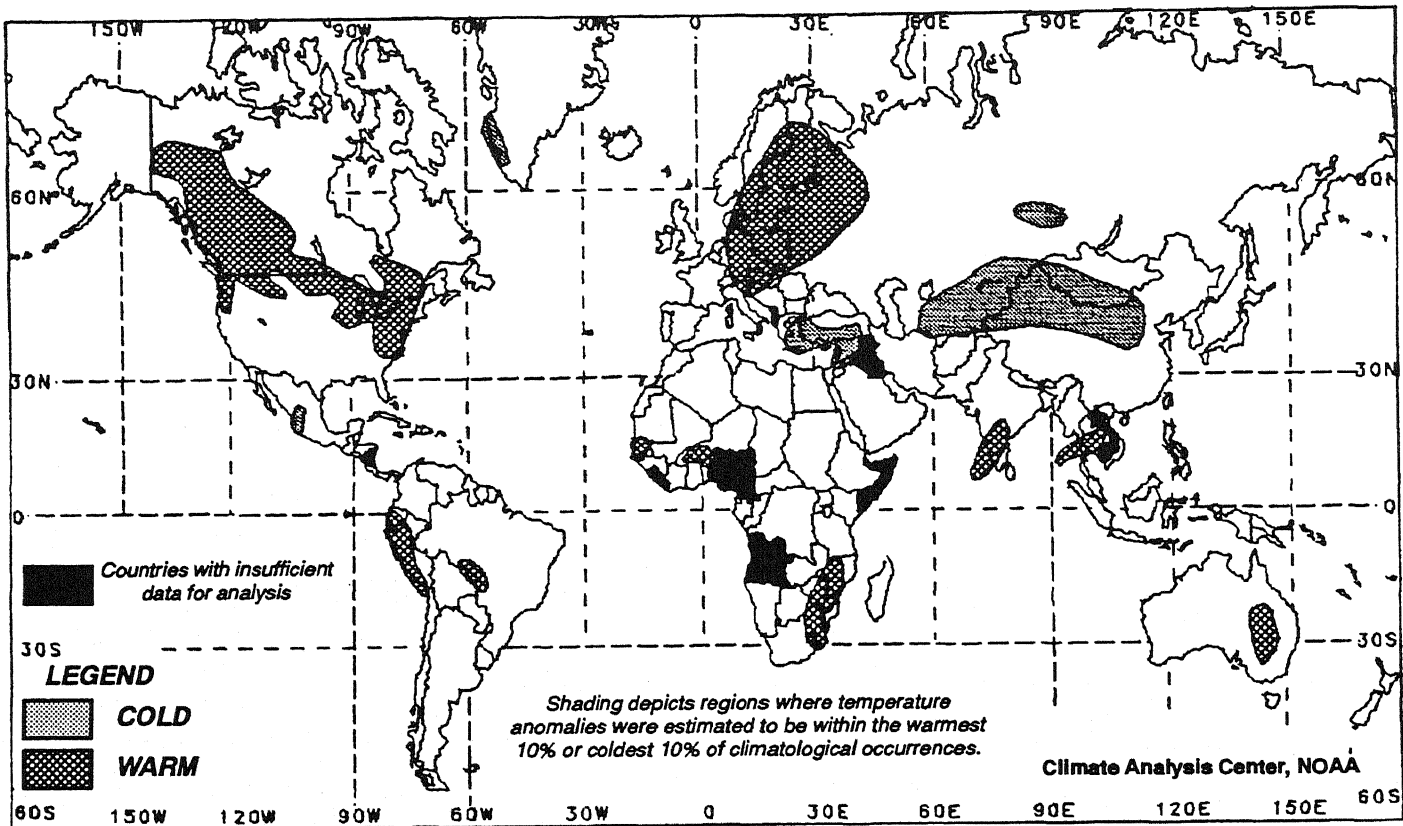 150W 120W 90W 60W 30W 0 30E 60E 90E 120E 150E
60N 60N
30N 30N
0 0
Countries with insufficient
data for analysis
30S 30S
LEGEND
COLD
WARM
Shading depicts regions where temperature
anomalies were estimated to be within the warmest
10% or coldest 10% of climatological occurrences.
Climate Analysis Center, NOAA
60S 150W 120W 90W 60W 30W 0 30E 60E 90E 120E 150E 60S